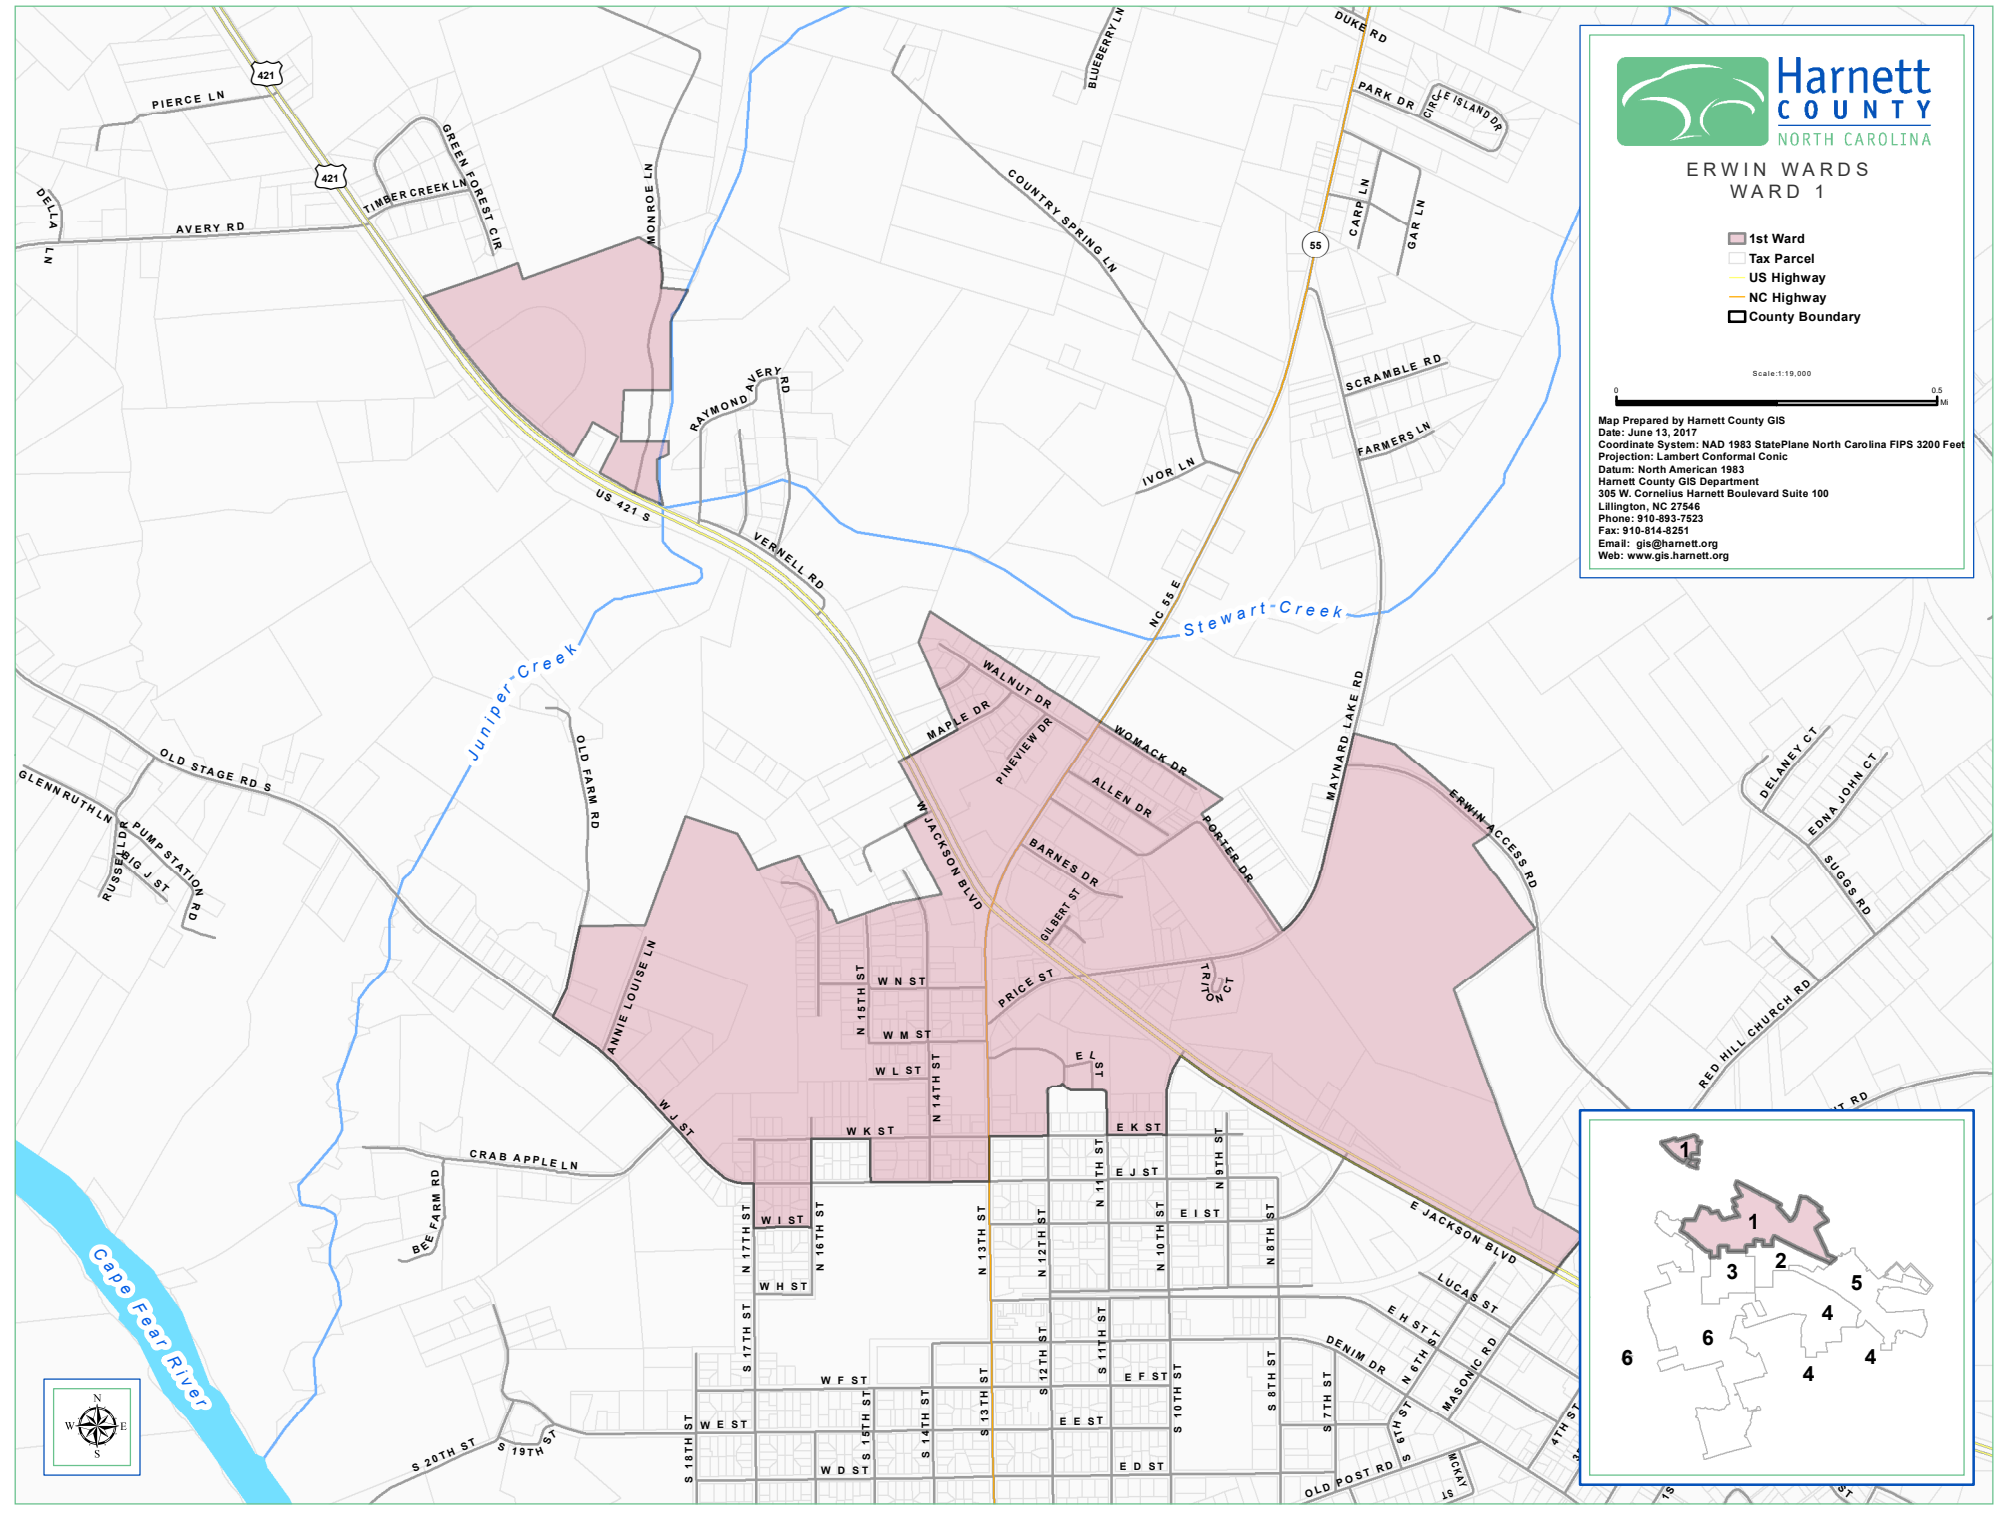 Harnett
COUNTY
NORTH CAROLINA
ERWIN WARDS
WARD 1
1st Ward
Tax Parcel
US Highway
NC Highway
County Boundary
Scale:1:19,000
0 0.5
Mi
Map Prepared by Harnett County GIS
Date: June 13, 2017
Coordinate System: NAD 1983 StatePlane North Carolina FIPS 3200 Feet
Projection: Lambert Conformal Conic
Datum: North American 1983
Harnett County GIS Department
305 W. Cornelius Harnett Boulevard Suite 100
Lillington, NC 27546
Phone: 910-893-7523
Fax: 910-814-8251
Email: gis@harnett.org
Web: www.gis.harnett.org
421
PIERCE LN
421
GREEN FOREST CIR
TIMBER CREEK LN
DELLA LN
AVERY RD
MONROE LN
BLUEBERRY LN
DUKE RD
PARK DR
CIRCLE ISLAND DR
COUNTRY SPRING LN
CARP LN
GAR LN
55
SCRAMBLE RD
FARMERS LN
IVOR LN
RAYMOND AVERY RD
US 421 S
VERNELL RD
NC 55 E
Stewart Creek
Juniper Creek
MAYNARD LAKE RD
WALNUT DR
MAPLE DR
PINEVIEW DR
WOMACK DR
ALLEN DR
PORTER DR
BARNES DR
GILBERT ST
W JACKSON BLVD
ERWIN ACCESS RD
DELANEY CT
EDNA JOHN CT
SUGGS RD
RED HILL CHURCH RD
OLD STAGE RD S
GLENN RUTH LN
PUMP STATION RD
RUSSELL DR
BIG J ST
OLD FARM RD
ANNIE LOUISE LN
W N ST
N 15TH ST
W M ST
W L ST
N 14TH ST
PRICE ST
TRITON CT
E L ST
W J ST
W K ST
E K ST
CRAB APPLE LN
BEE FARM RD
E J ST
N 11TH ST
N 9TH ST
W I ST
E I ST
N 17TH ST
N 16TH ST
N 13TH ST
N 12TH ST
N 10TH ST
N 8TH ST
E JACKSON BLVD
W H ST
LUCAS ST
E H ST
N 6TH ST
MASONIC RD
DENIM DR
S 17TH ST
S 12TH ST
S 11TH ST
W F ST
E F ST
S 10TH ST
S 8TH ST
S 7TH ST
W E ST
E E ST
S 18TH ST
S 15TH ST
S 14TH ST
S 13TH ST
S 6TH ST
4TH ST
S 20TH ST
S 19TH ST
W D ST
E D ST
OLD POST RD
MCKAY ST
Cape Fear River
N
W E
S
1
1
2
3
5
4
6
6
4
4